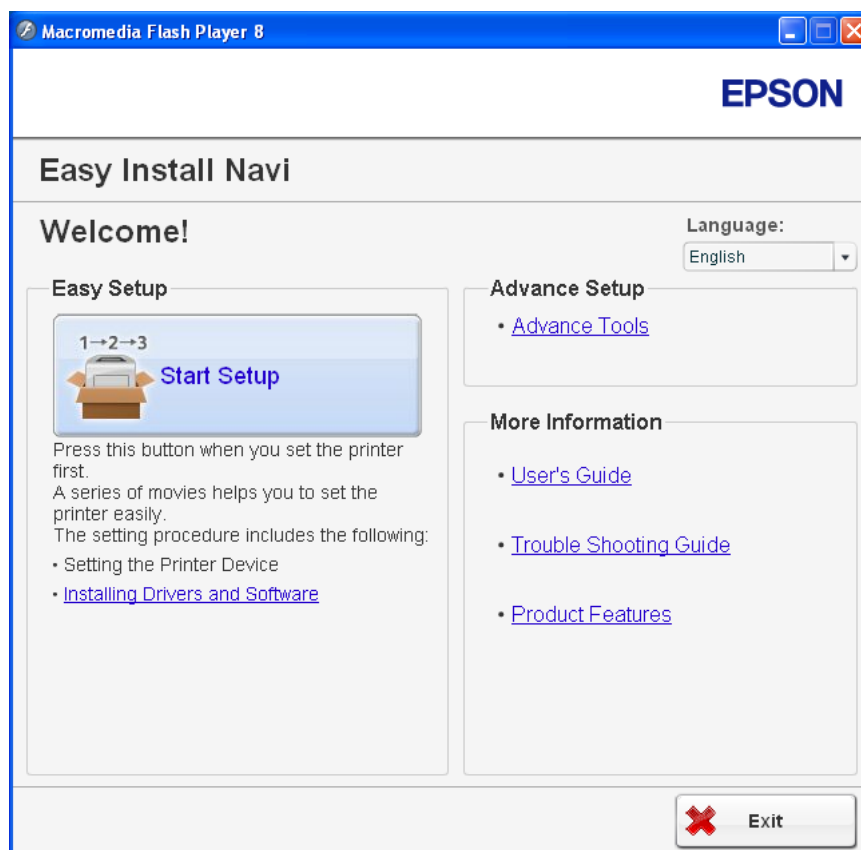 Macromedia Flash Player 8
EPSON
Easy Install Navi
Welcome!
Language:
English
Easy Setup
1→2→3
Start Setup
Press this button when you set the printer
first.
A series of movies helps you to set the
printer easily.
The setting procedure includes the following:
• Setting the Printer Device
• Installing Drivers and Software
Advance Setup
• Advance Tools
More Information
• User's Guide
• Trouble Shooting Guide
• Product Features
Exit